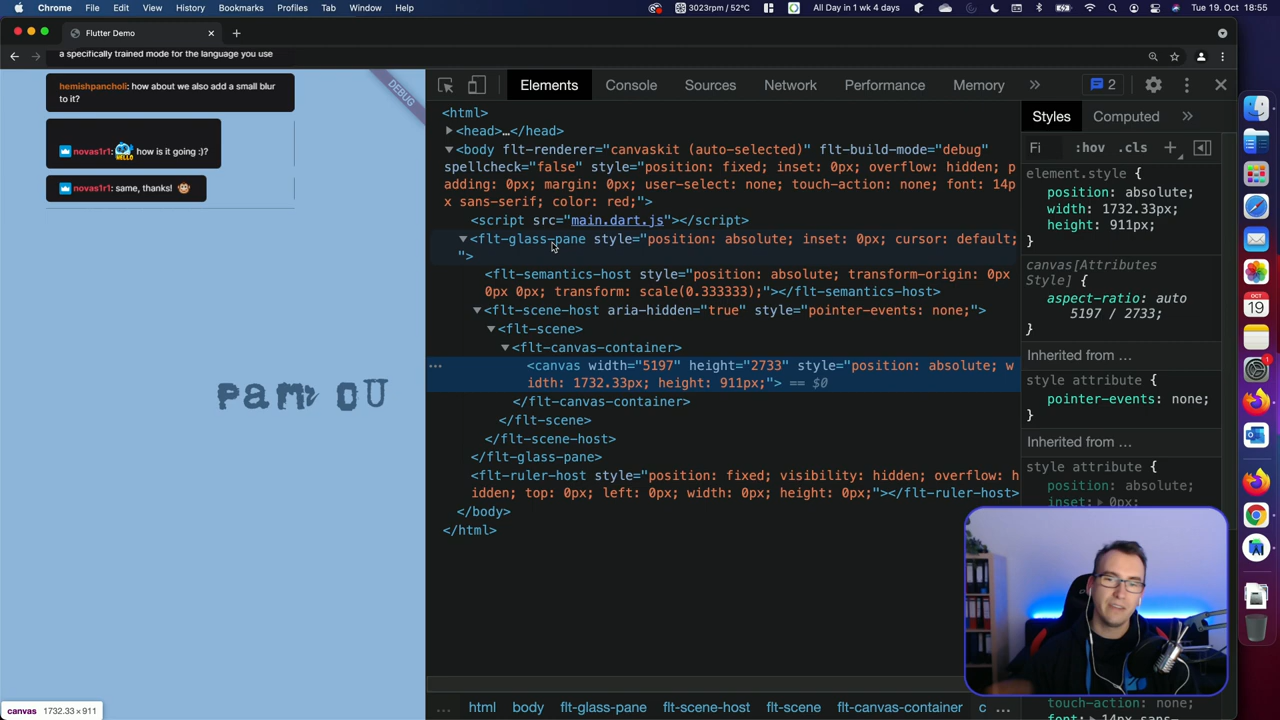 Chrome File Edit View History Bookmarks Profiles Tab Window Help 3023rpm / 52°C All Day in 1 wk 4 days Tue 19. Oct 18:55
Flutter Demo
a specifically trained mode for the language you use
hemishpancholi: how about we also add a small blur
to it?
novas1r1: HELLO how is it going :)?
novas1r1: same, thanks!
DEBUG
canvas 1732.33×911
Elements Console Sources Network Performance Memory 2
<html>
<head>…</head>
<body flt-renderer="canvaskit (auto-selected)" flt-build-mode="debug"
spellcheck="false" style="position: fixed; inset: 0px; overflow: hidden; p
adding: 0px; margin: 0px; user-select: none; touch-action: none; font: 14p
x sans-serif; color: red;">
<script src="main.dart.js"></script>
<flt-glass-pane style="position: absolute; inset: 0px; cursor: default;
">
<flt-semantics-host style="position: absolute; transform-origin: 0px
0px 0px; transform: scale(0.333333);"></flt-semantics-host>
<flt-scene-host aria-hidden="true" style="pointer-events: none;">
<flt-scene>
<flt-canvas-container>
<canvas width="5197" height="2733" style="position: absolute; w
idth: 1732.33px; height: 911px;"> == $0
</flt-canvas-container>
</flt-scene>
</flt-scene-host>
</flt-glass-pane>
<flt-ruler-host style="position: fixed; visibility: hidden; overflow: h
idden; top: 0px; left: 0px; width: 0px; height: 0px;"></flt-ruler-host>
</body>
</html>
… html body flt-glass-pane flt-scene-host flt-scene flt-canvas-container c …
Styles Computed
Fi :hov .cls
element.style {
position: absolute;
width: 1732.33px;
height: 911px;
}
canvas[Attributes
Style] {
aspect-ratio: auto
5197 / 2733;
}
Inherited from …
style attribute {
pointer-events: none;
}
Inherited from …
style attribute {
position: absolute;
inset: 0px;
touch-action: none;
font: 14px sans-